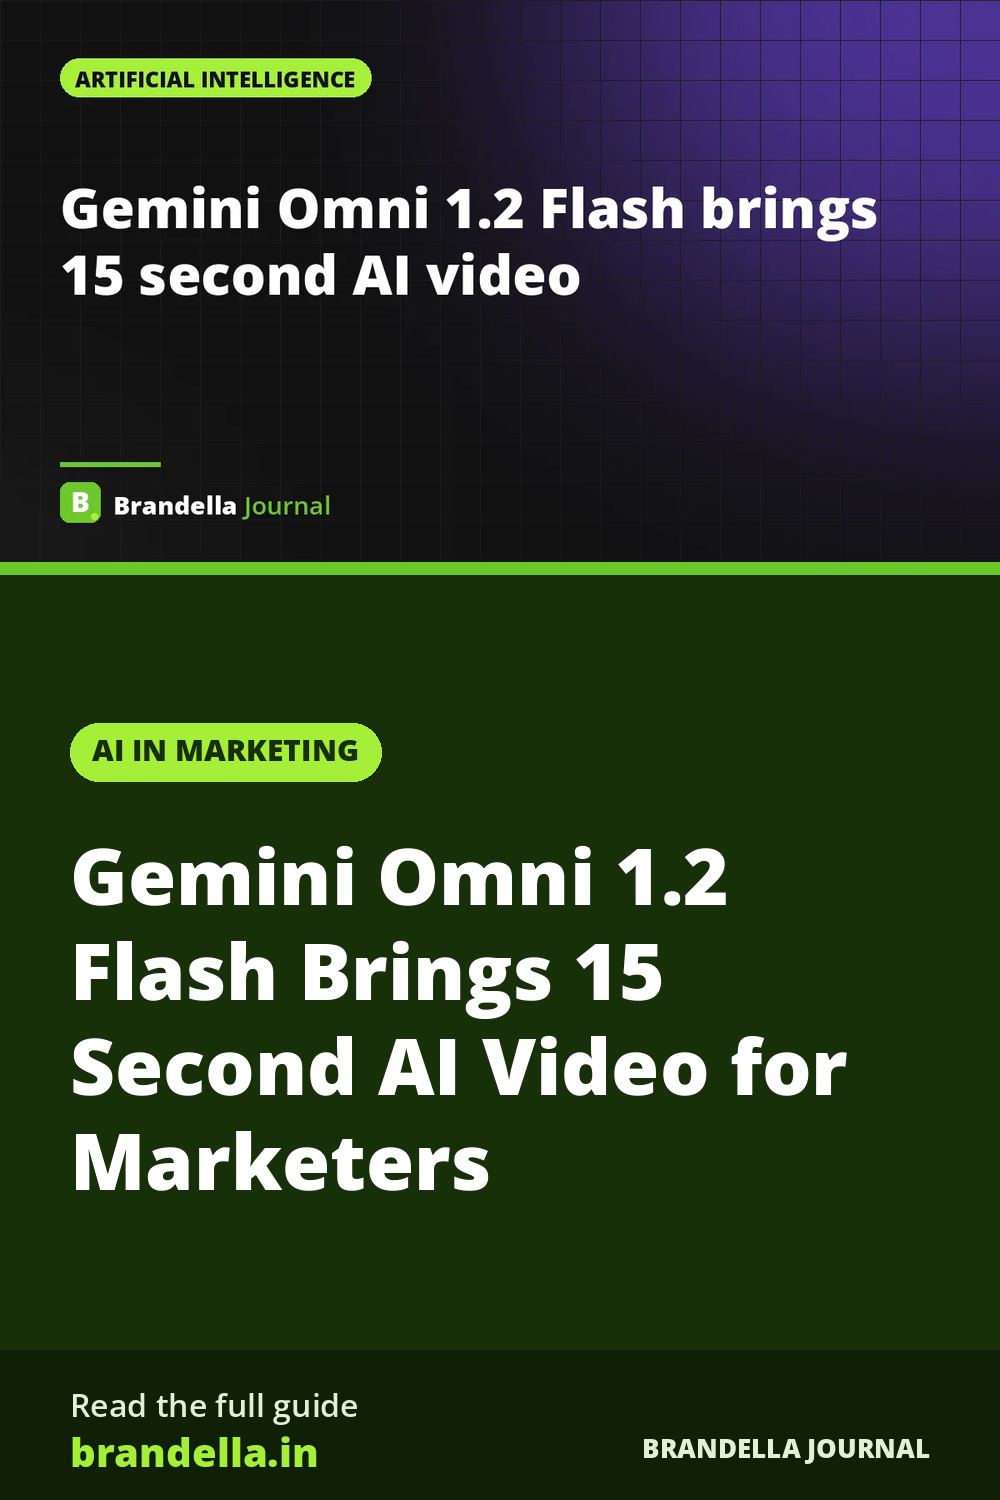 ARTIFICIAL INTELLIGENCE
Gemini Omni 1.2 Flash brings
15 second AI video
B
Brandella Journal
AI IN MARKETING
Gemini Omni 1.2
Flash Brings 15
Second AI Video for
Marketers
Read the full guide
brandella.in
BRANDELLA JOURNAL